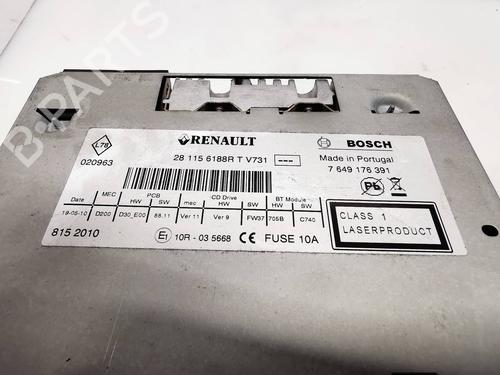 B-PARTS
L78
RENAULT
BOSCH
020963
28 115 6188R T V731
Made in Portugal
7 649 176 391
Pb
MEC PCB CD Drive BT Module
Date HW SW mec HW SW HW SW
19-05-10 D200 D30_E00 88.11 Ver 11 Ver 9 FW37 705B C740
CLASS 1
LASERPRODUCT
815 2010
E1 10R - 03 5668 CE FUSE 10A